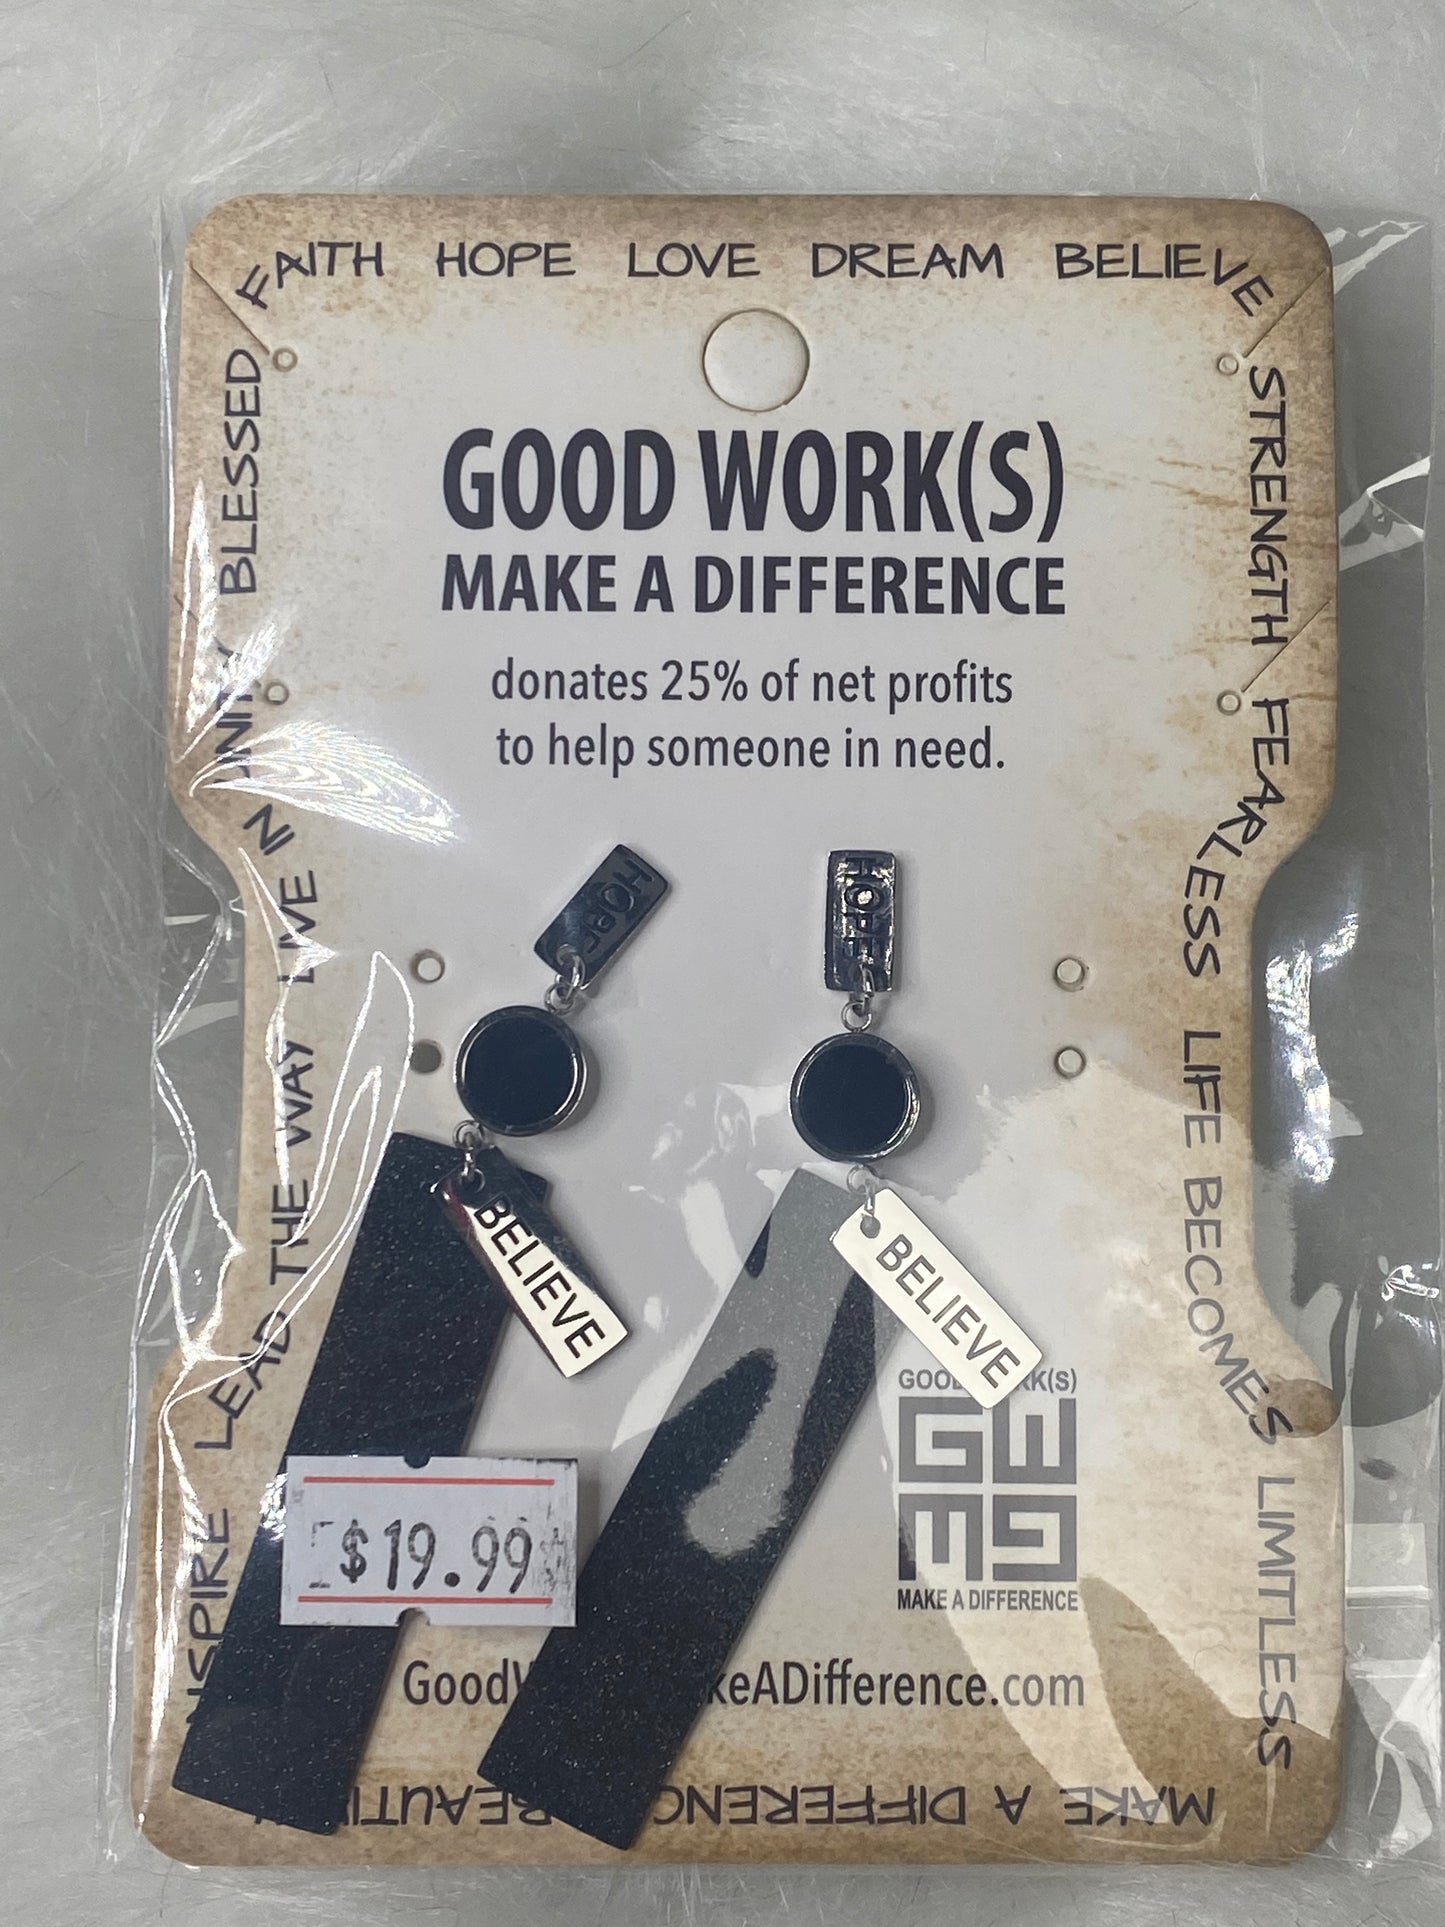 FAITH HOPE LOVE DREAM BELIEVE
STRENGTH FEARLESS LIFE BECOMES LIMITLESS
MAKE A DIFFERENCE
LEAD THE WAY LIVE IN UNITY BLESSED
GOOD WORK(S)
MAKE A DIFFERENCE
donates 25% of net profits
to help someone in need.
HOPE
HOPE
BELIEVE
BELIEVE
$19.99
MAKE A DIFFERENCE